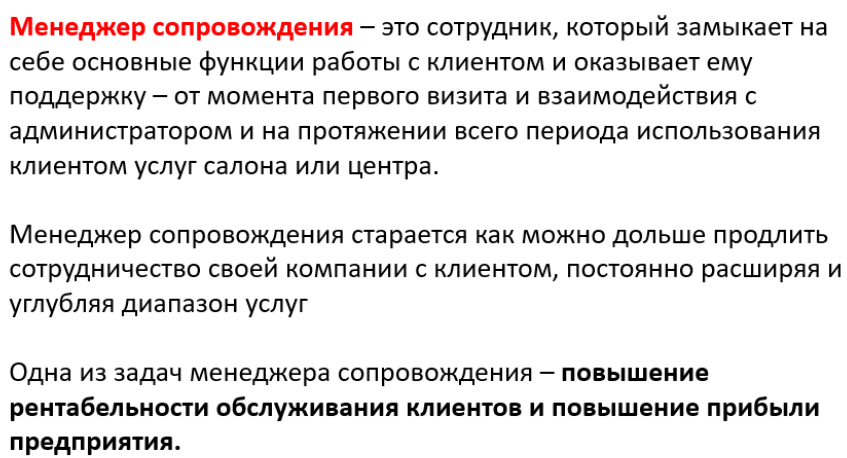 Менеджер сопровождения – это сотрудник, который замыкает на
себе основные функции работы с клиентом и оказывает ему
поддержку – от момента первого визита и взаимодействия с
администратором и на протяжении всего периода использования
клиентом услуг салона или центра.
Менеджер сопровождения старается как можно дольше продлить
сотрудничество своей компании с клиентом, постоянно расширяя и
углубляя диапазон услуг
Одна из задач менеджера сопровождения – повышение
рентабельности обслуживания клиентов и повышение прибыли
предприятия.